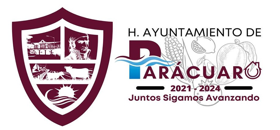 H. AYUNTAMIENTO DE
PARÁCUARO
2021 - 2024
Juntos Sigamos Avanzando